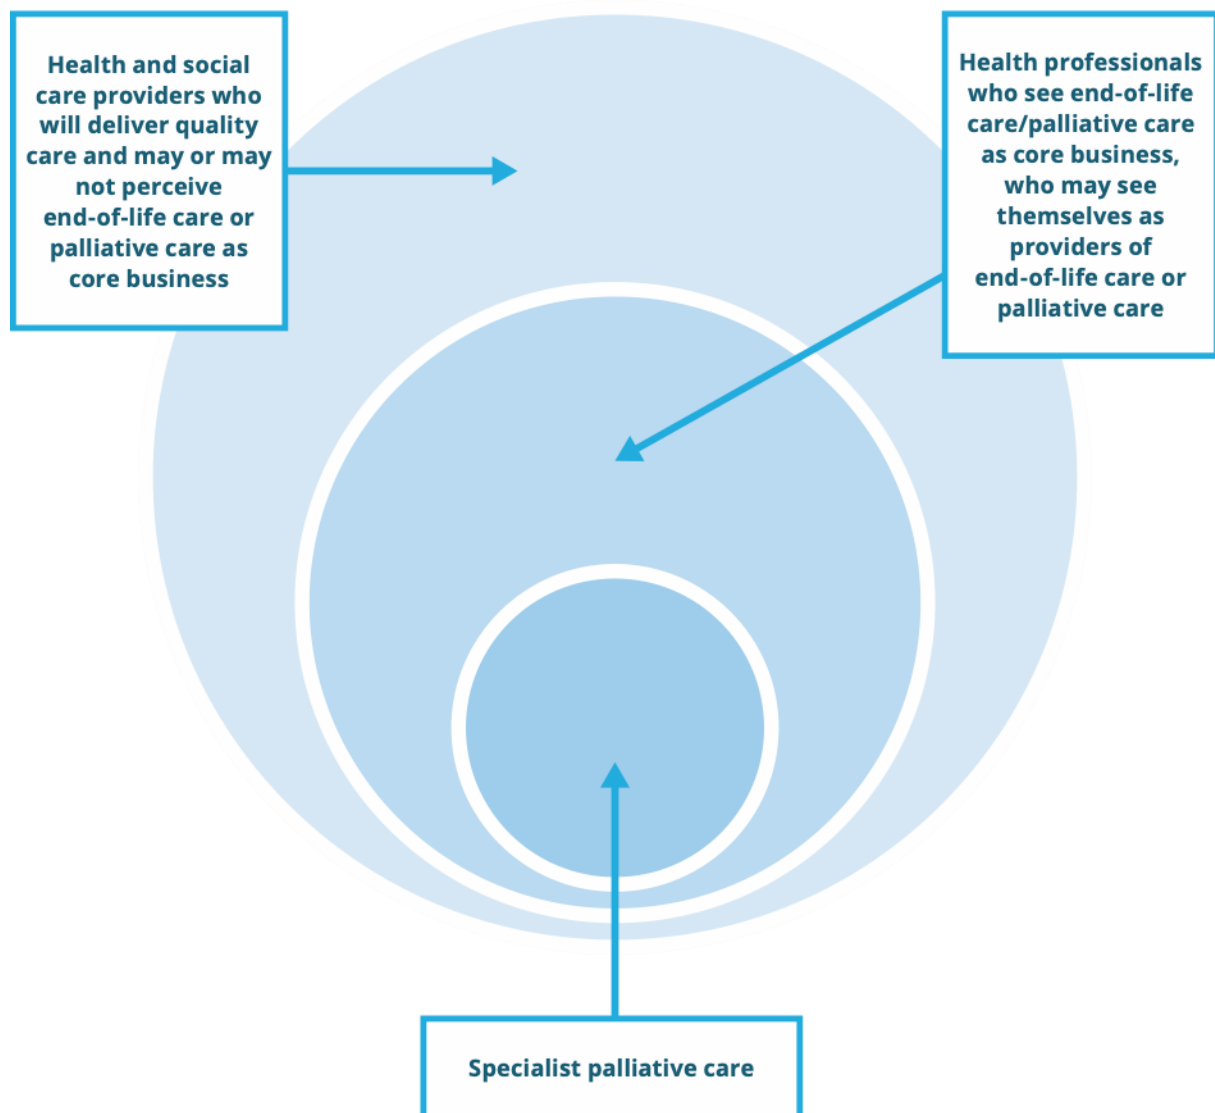 Health and social
care providers who
will deliver quality
care and may or may
not perceive
end-of-life care or
palliative care as
core business
Health professionals
who see end-of-life
care/palliative care
as core business,
who may see
themselves as
providers of
end-of-life care or
palliative care
Specialist palliative care